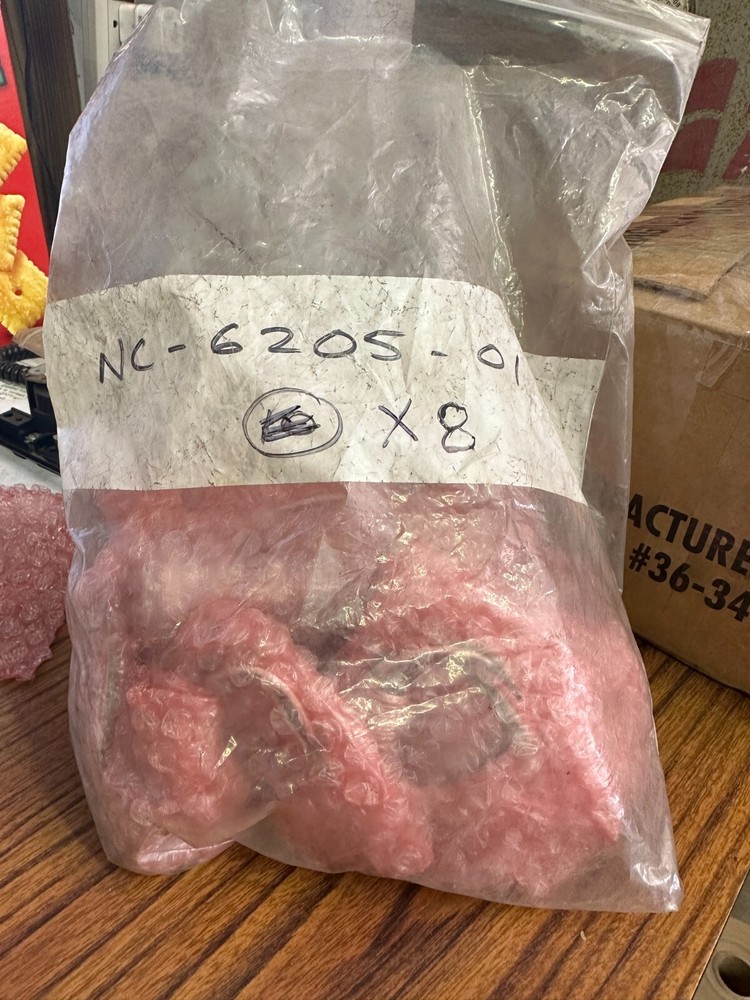 NC-6205-01
X8
ACTURE
#36-34